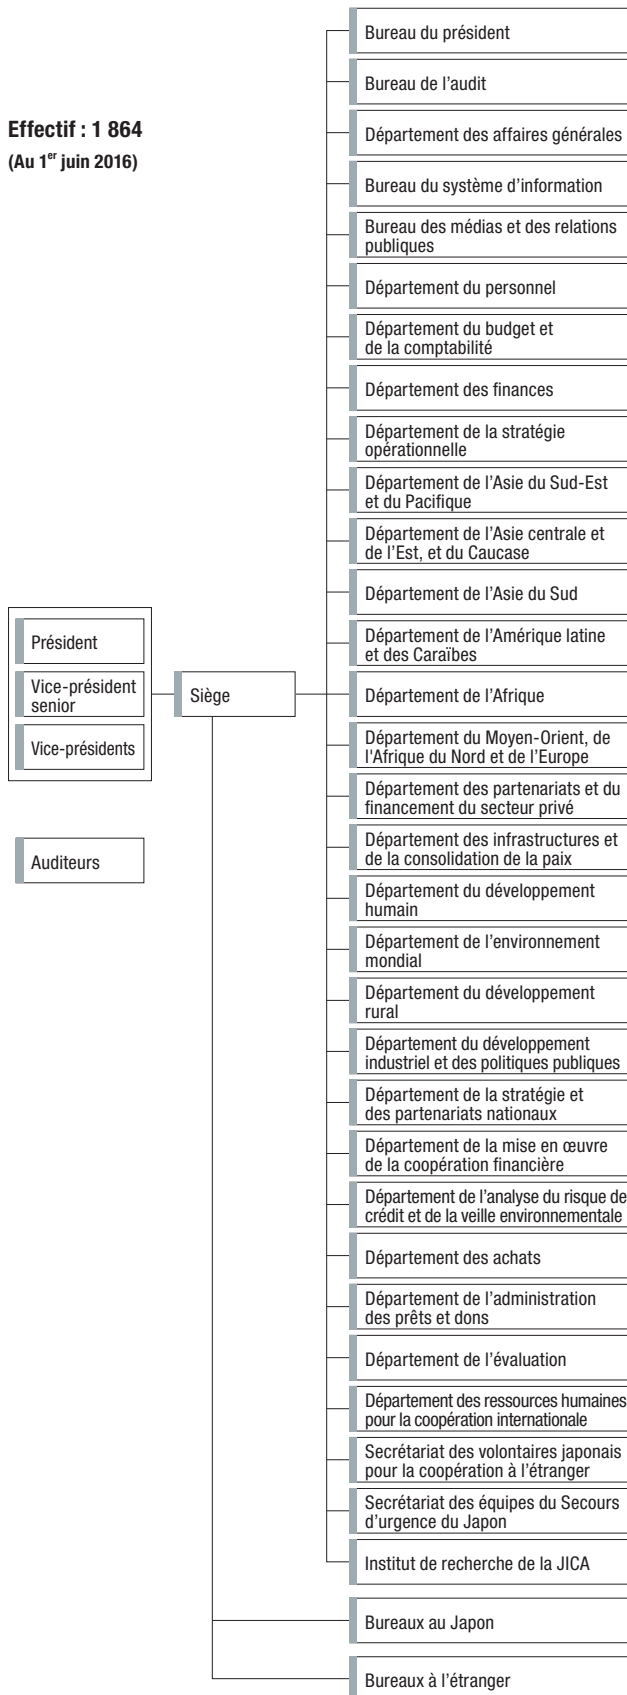 Effectif : 1 864
(Au 1er juin 2016)
Président
Vice-président
senior
Vice-présidents
Auditeurs
Siège
Bureau du président
Bureau de l’audit
Département des affaires générales
Bureau du système d’information
Bureau des médias et des relations
publiques
Département du personnel
Département du budget et
de la comptabilité
Département des finances
Département de la stratégie
opérationnelle
Département de l’Asie du Sud-Est
et du Pacifique
Département de l’Asie centrale et
de l’Est, et du Caucase
Département de l’Asie du Sud
Département de l’Amérique latine
et des Caraïbes
Département de l’Afrique
Département du Moyen-Orient, de
l'Afrique du Nord et de l’Europe
Département des partenariats et du
financement du secteur privé
Département des infrastructures et
de la consolidation de la paix
Département du développement
humain
Département de l’environnement
mondial
Département du développement
rural
Département du développement
industriel et des politiques publiques
Département de la stratégie et
des partenariats nationaux
Département de la mise en œuvre
de la coopération financière
Département de l’analyse du risque de
crédit et de la veille environnementale
Département des achats
Département de l’administration
des prêts et dons
Département de l’évaluation
Département des ressources humaines
pour la coopération internationale
Secrétariat des volontaires japonais
pour la coopération à l’étranger
Secrétariat des équipes du Secours
d’urgence du Japon
Institut de recherche de la JICA
Bureaux au Japon
Bureaux à l’étranger